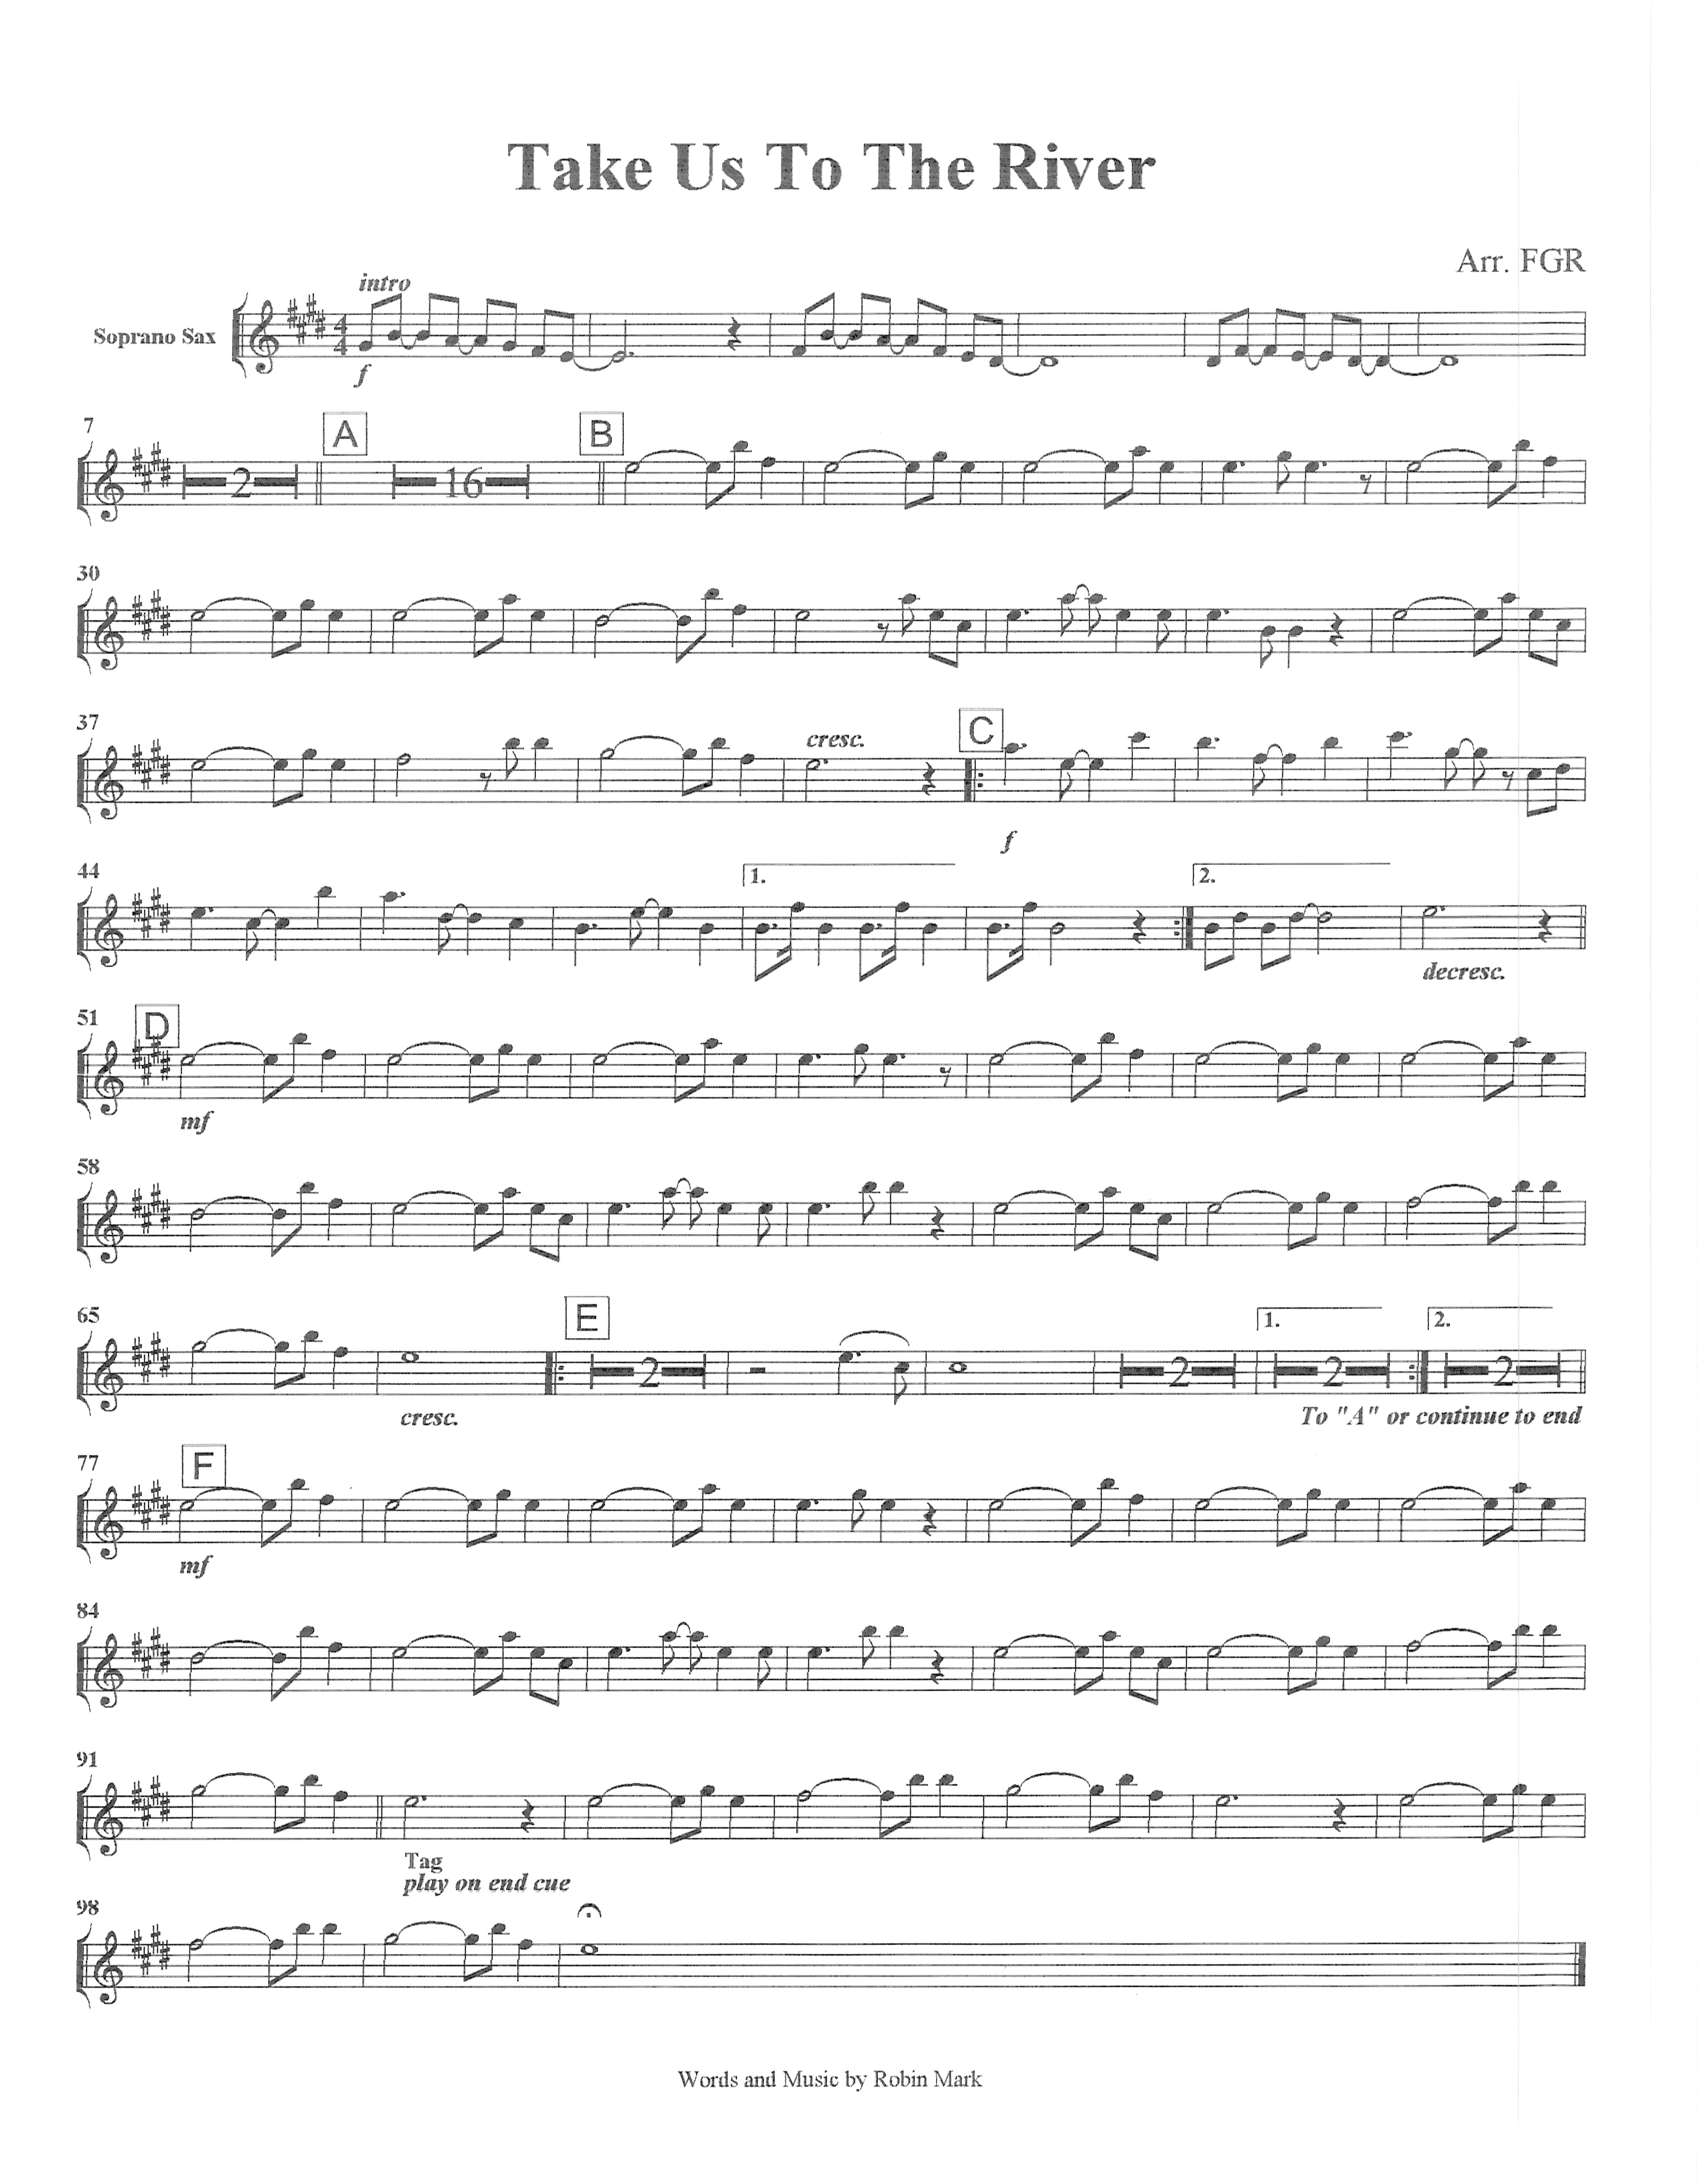 Take Us To The River
Arr. FGR
intro
Soprano Sax
4
4
f
7
A
B
2
16
30
37
cresc.
C
f
44
1.
2.
decresc.
51
D
mf
58
65
E
1.
2.
2
2
2
2
cresc.
To "A" or continue to end
77
F
mf
84
91
Tag
play on end cue
98
Words and Music by Robin Mark